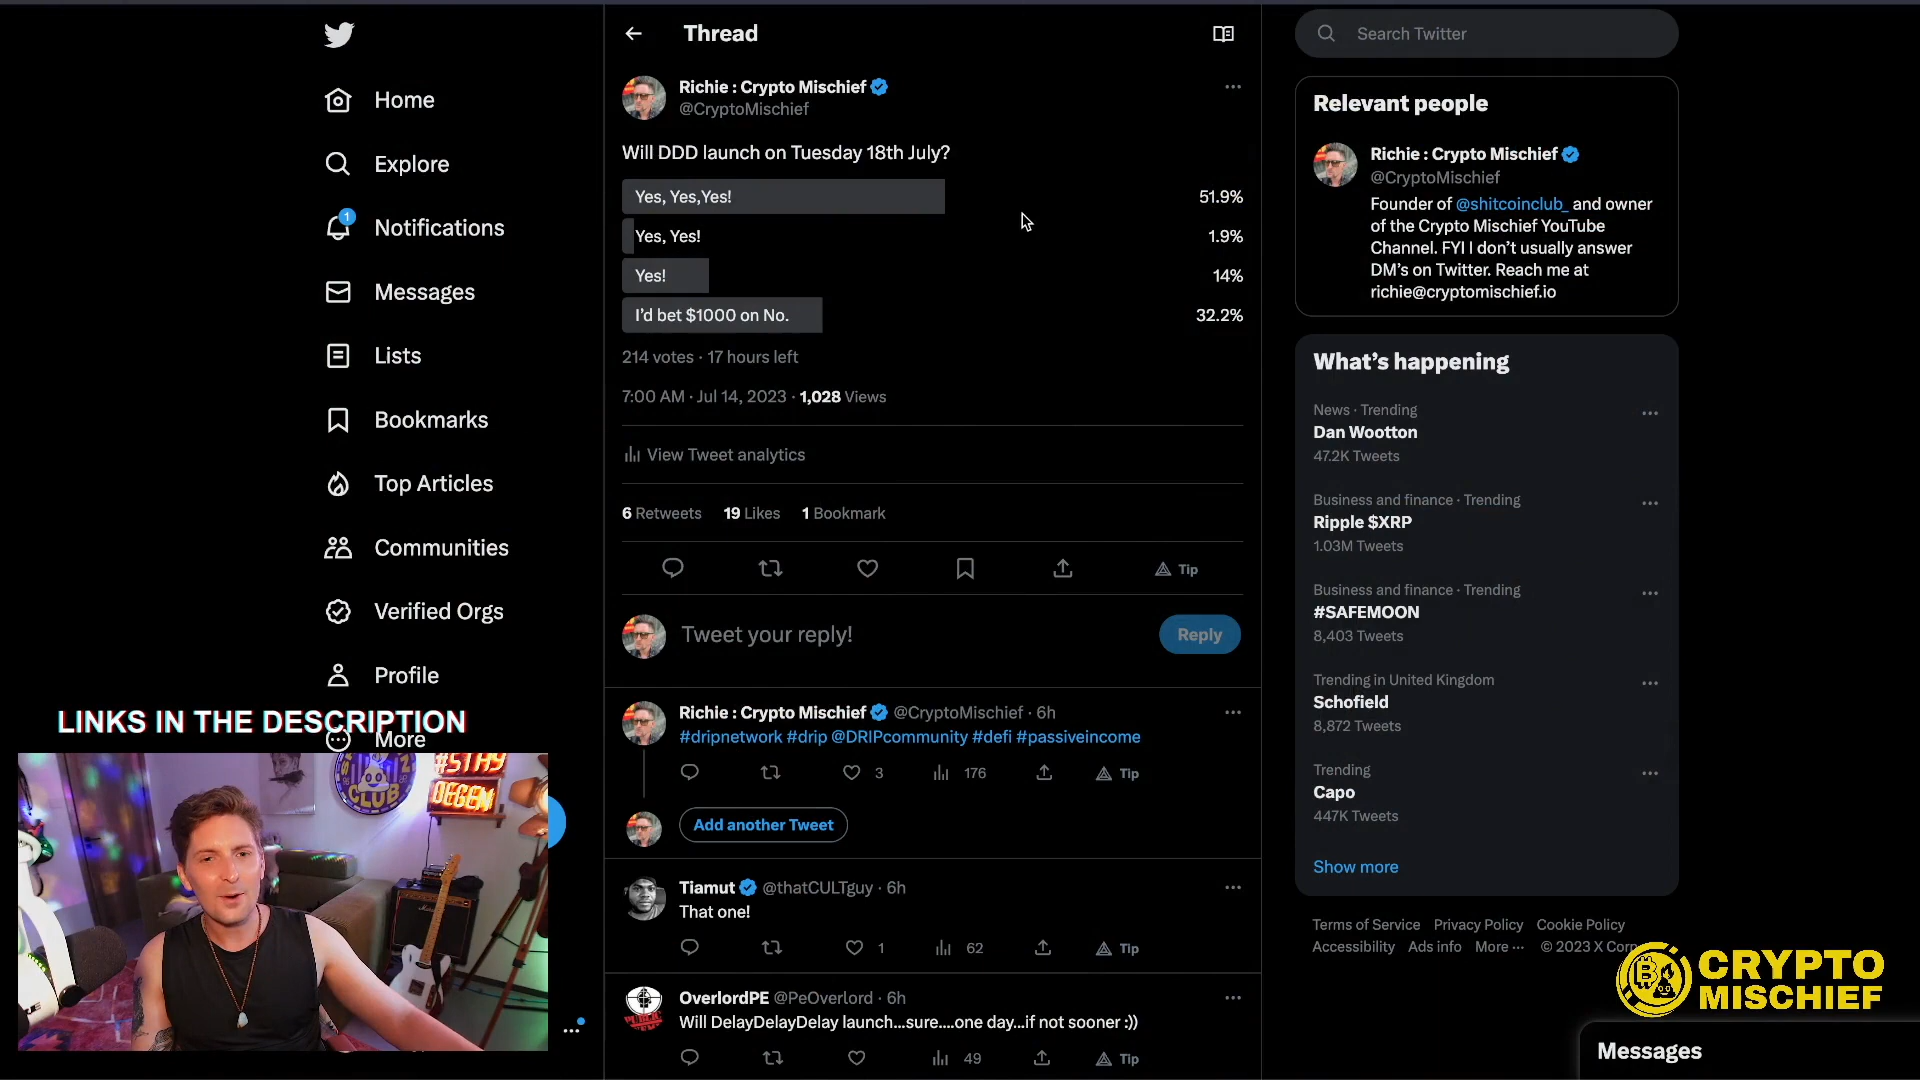 Home
Explore
1
Notifications
Messages
Lists
Bookmarks
Top Articles
Communities
Verified Orgs
Profile
More
LINKS IN THE DESCRIPTION
#STAY
DEGEN
CLUB
Thread
Richie : Crypto Mischief
@CryptoMischief
Will DDD launch on Tuesday 18th July?
Yes, Yes,Yes! 51.9%
Yes, Yes! 1.9%
Yes! 14%
I'd bet $1000 on No. 32.2%
214 votes · 17 hours left
7:00 AM · Jul 14, 2023 · 1,028 Views
View Tweet analytics
6 Retweets 19 Likes 1 Bookmark
Tip
Tweet your reply!
Reply
Richie : Crypto Mischief @CryptoMischief · 6h
#dripnetwork #drip @DRIPcommunity #defi #passiveincome
3 176 Tip
Add another Tweet
Tiamut @thatCULTguy · 6h
That one!
1 62 Tip
OverlordPE @PeOverlord · 6h
Will DelayDelayDelay launch...sure....one day...if not sooner :))
49 Tip
Search Twitter
Relevant people
Richie : Crypto Mischief
@CryptoMischief
Founder of @shitcoinclub_ and owner
of the Crypto Mischief YouTube
Channel. FYI I don't usually answer
DM's on Twitter. Reach me at
richie@cryptomischief.io
What's happening
News · Trending
Dan Wootton
47.2K Tweets
Business and finance · Trending
Ripple $XRP
1.03M Tweets
Business and finance · Trending
#SAFEMOON
8,403 Tweets
Trending in United Kingdom
Schofield
8,872 Tweets
Trending
Capo
447K Tweets
Show more
Terms of Service Privacy Policy Cookie Policy
Accessibility Ads info More ··· © 2023 X Corp.
CRYPTO
MISCHIEF
Messages